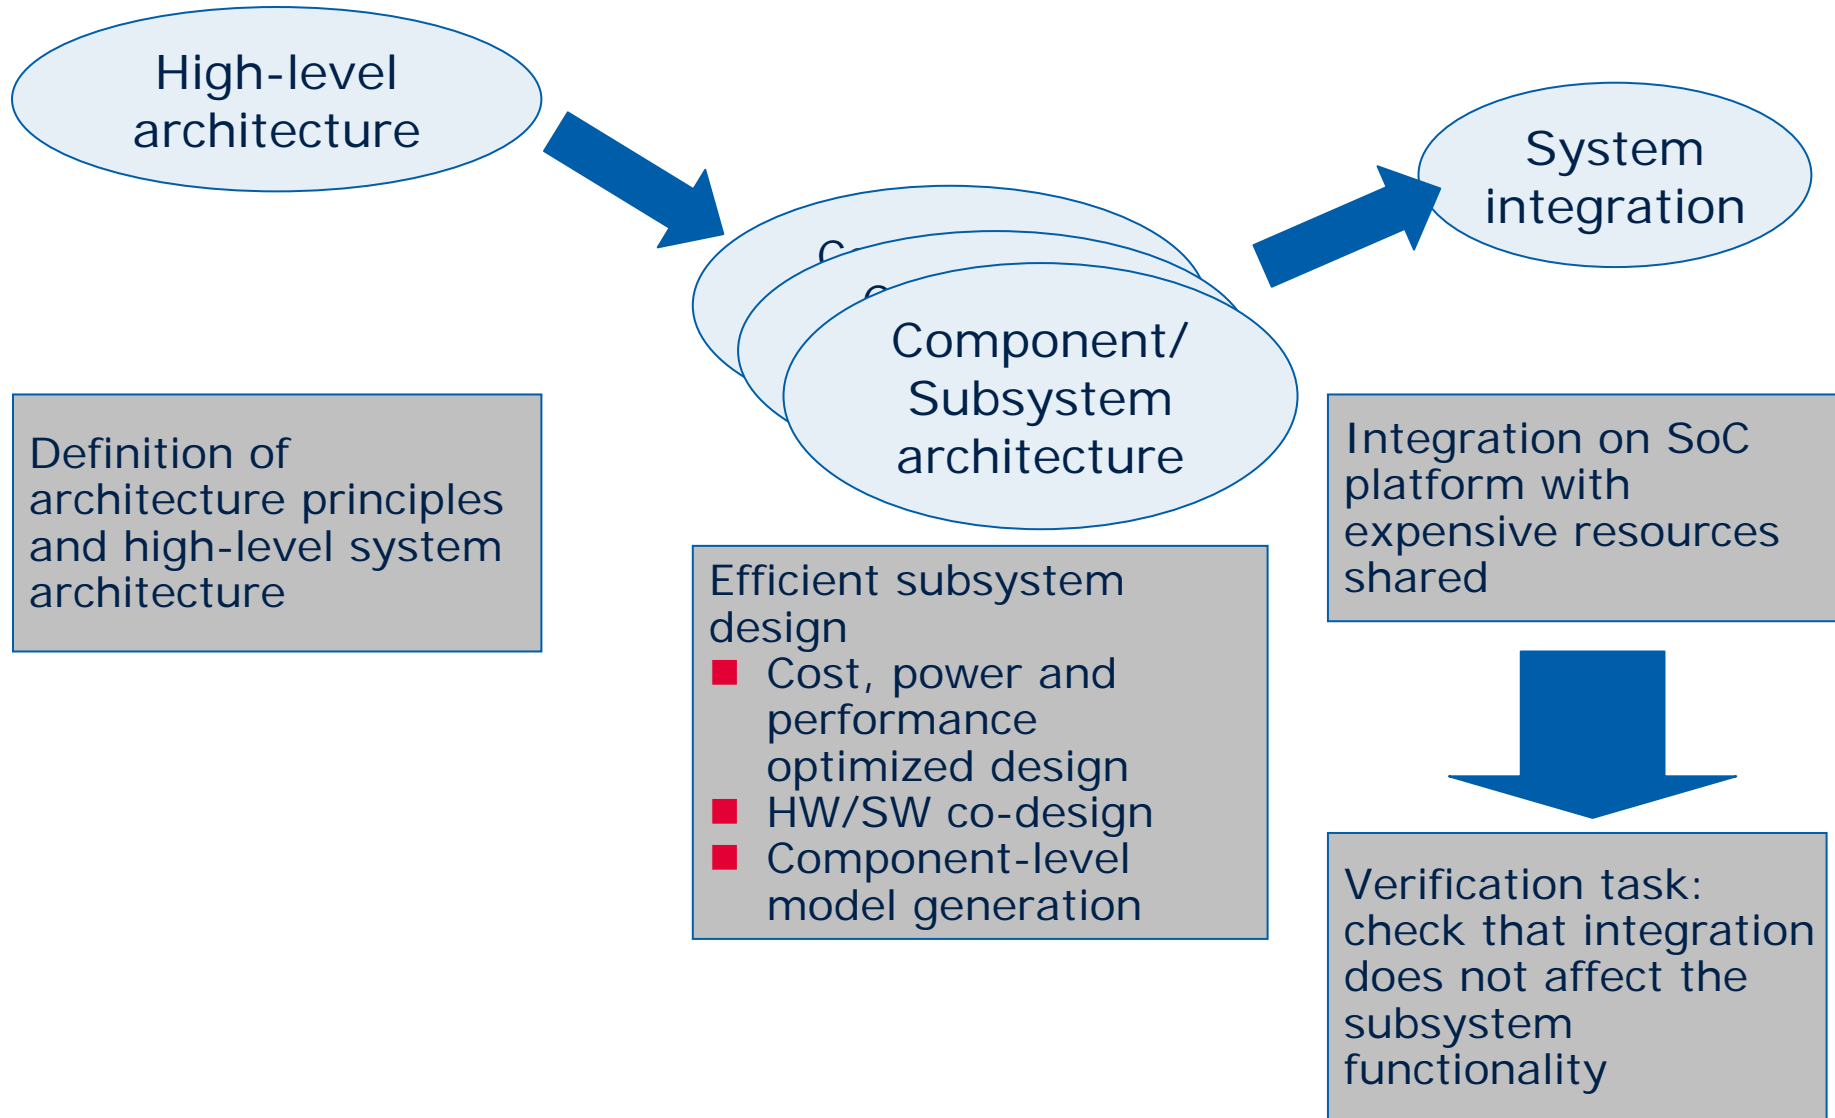 High-level
architecture
System
integration
Component/
Subsystem
architecture
Definition of
architecture principles
and high-level system
architecture
Efficient subsystem
design
Cost, power and
performance
optimized design
HW/SW co-design
Component-level
model generation
Integration on SoC
platform with
expensive resources
shared
Verification task:
check that integration
does not affect the
subsystem
functionality